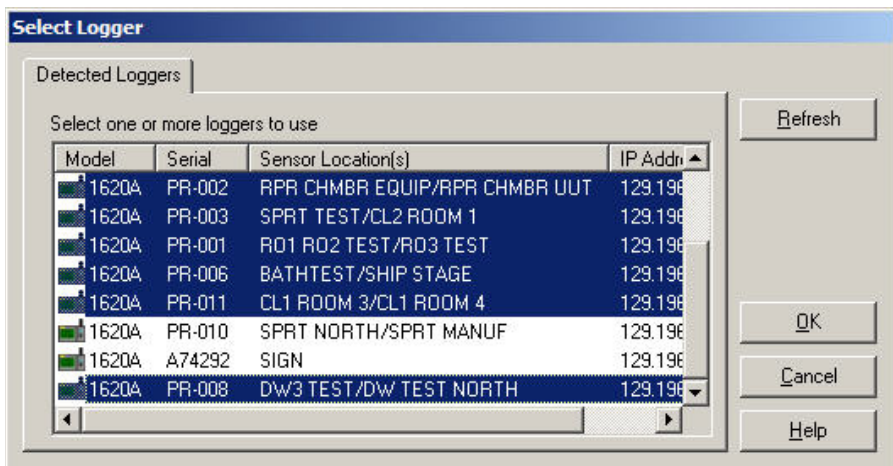 Select Logger
Detected Loggers
Select one or more loggers to use
Refresh
Model Serial Sensor Location(s) IP Addr
1620A PR-002 RPR CHMBR EQUIP/RPR CHMBR UUT 129.196
1620A PR-003 SPRT TEST/CL2 ROOM 1 129.196
1620A PR-001 RO1 RO2 TEST/RO3 TEST 129.196
1620A PR-006 BATHTEST/SHIP STAGE 129.196
1620A PR-011 CL1 ROOM 3/CL1 ROOM 4 129.196
1620A PR-010 SPRT NORTH/SPRT MANUF 129.196
1620A A74292 SIGN 129.196
1620A PR-008 DW3 TEST/DW TEST NORTH 129.196
OK
Cancel
Help